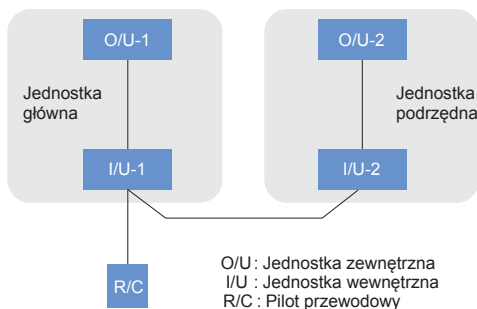 O/U-1
O/U-2
Jednostka
główna
Jednostka
podrzędna
I/U-1
I/U-2
R/C
O/U : Jednostka zewnętrzna
I/U : Jednostka wewnętrzna
R/C : Pilot przewodowy